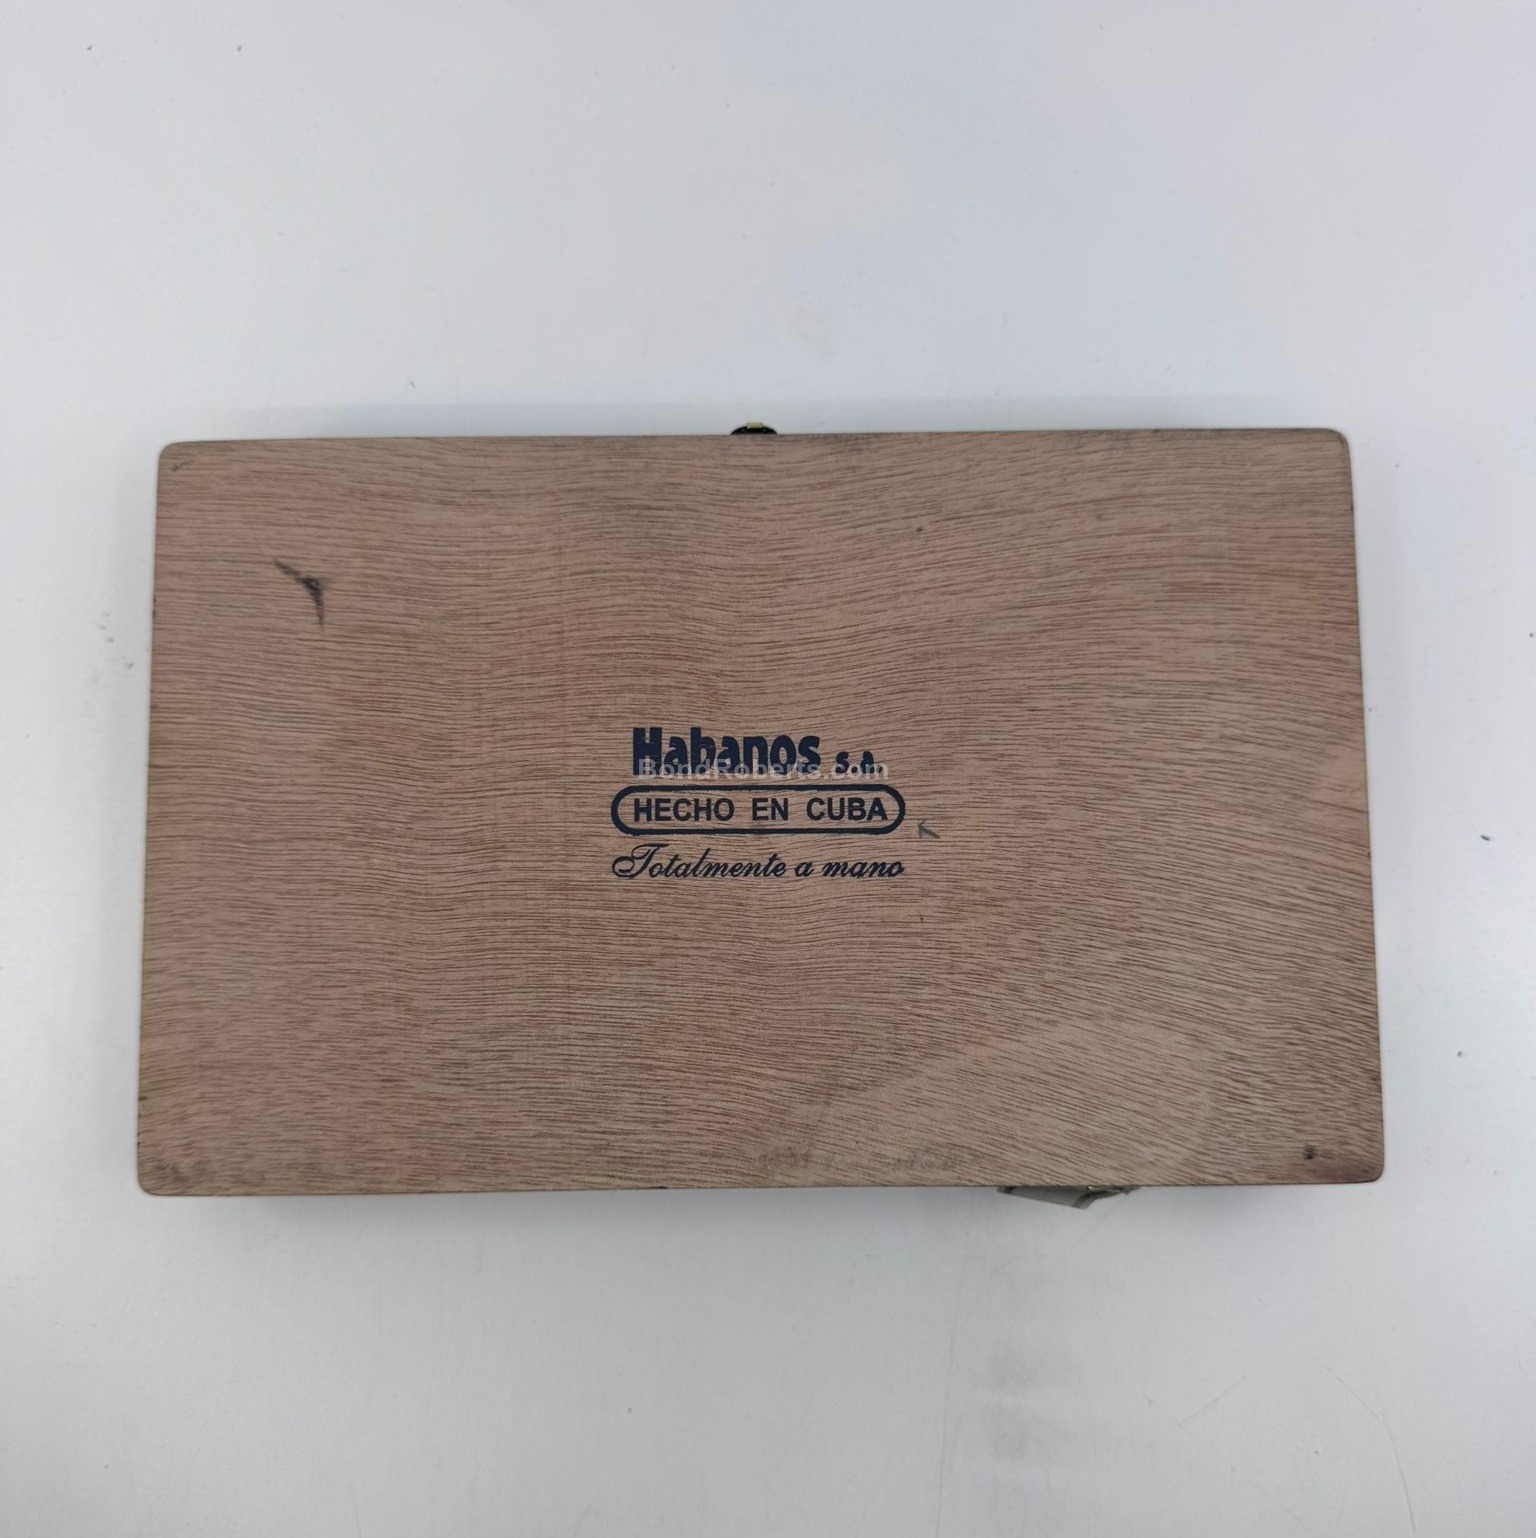 Habanos s.a.
BondRoberts.com
HECHO EN CUBA
Totalmente a mano